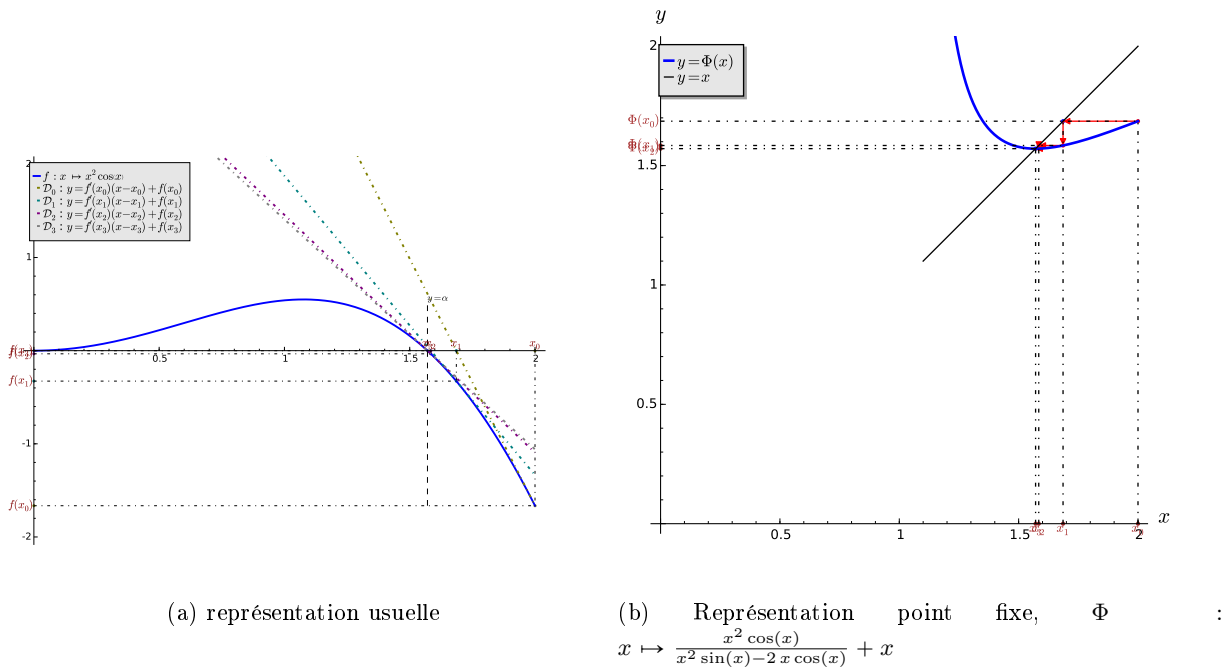 2
f : x ↦ x² cos x
𝒟₀ : y = f′(x₀)(x−x₀)+f(x₀)
𝒟₁ : y = f′(x₁)(x−x₁)+f(x₁)
𝒟₂ : y = f′(x₂)(x−x₂)+f(x₂)
𝒟₃ : y = f′(x₃)(x−x₃)+f(x₃)
1
y=α
x₁ x₀
0.5 1 1.5 2
f(x₁)
-1
f(x₀)
-2
(a) représentation usuelle
y
2
y = Φ(x)
y = x
Φ(x₀)
1.5
1
0.5
x
0.5 1 1.5 2
x₁
(b) Représentation point fixe, Φ :
x ↦ x² cos(x) / (x² sin(x)−2 x cos(x)) + x